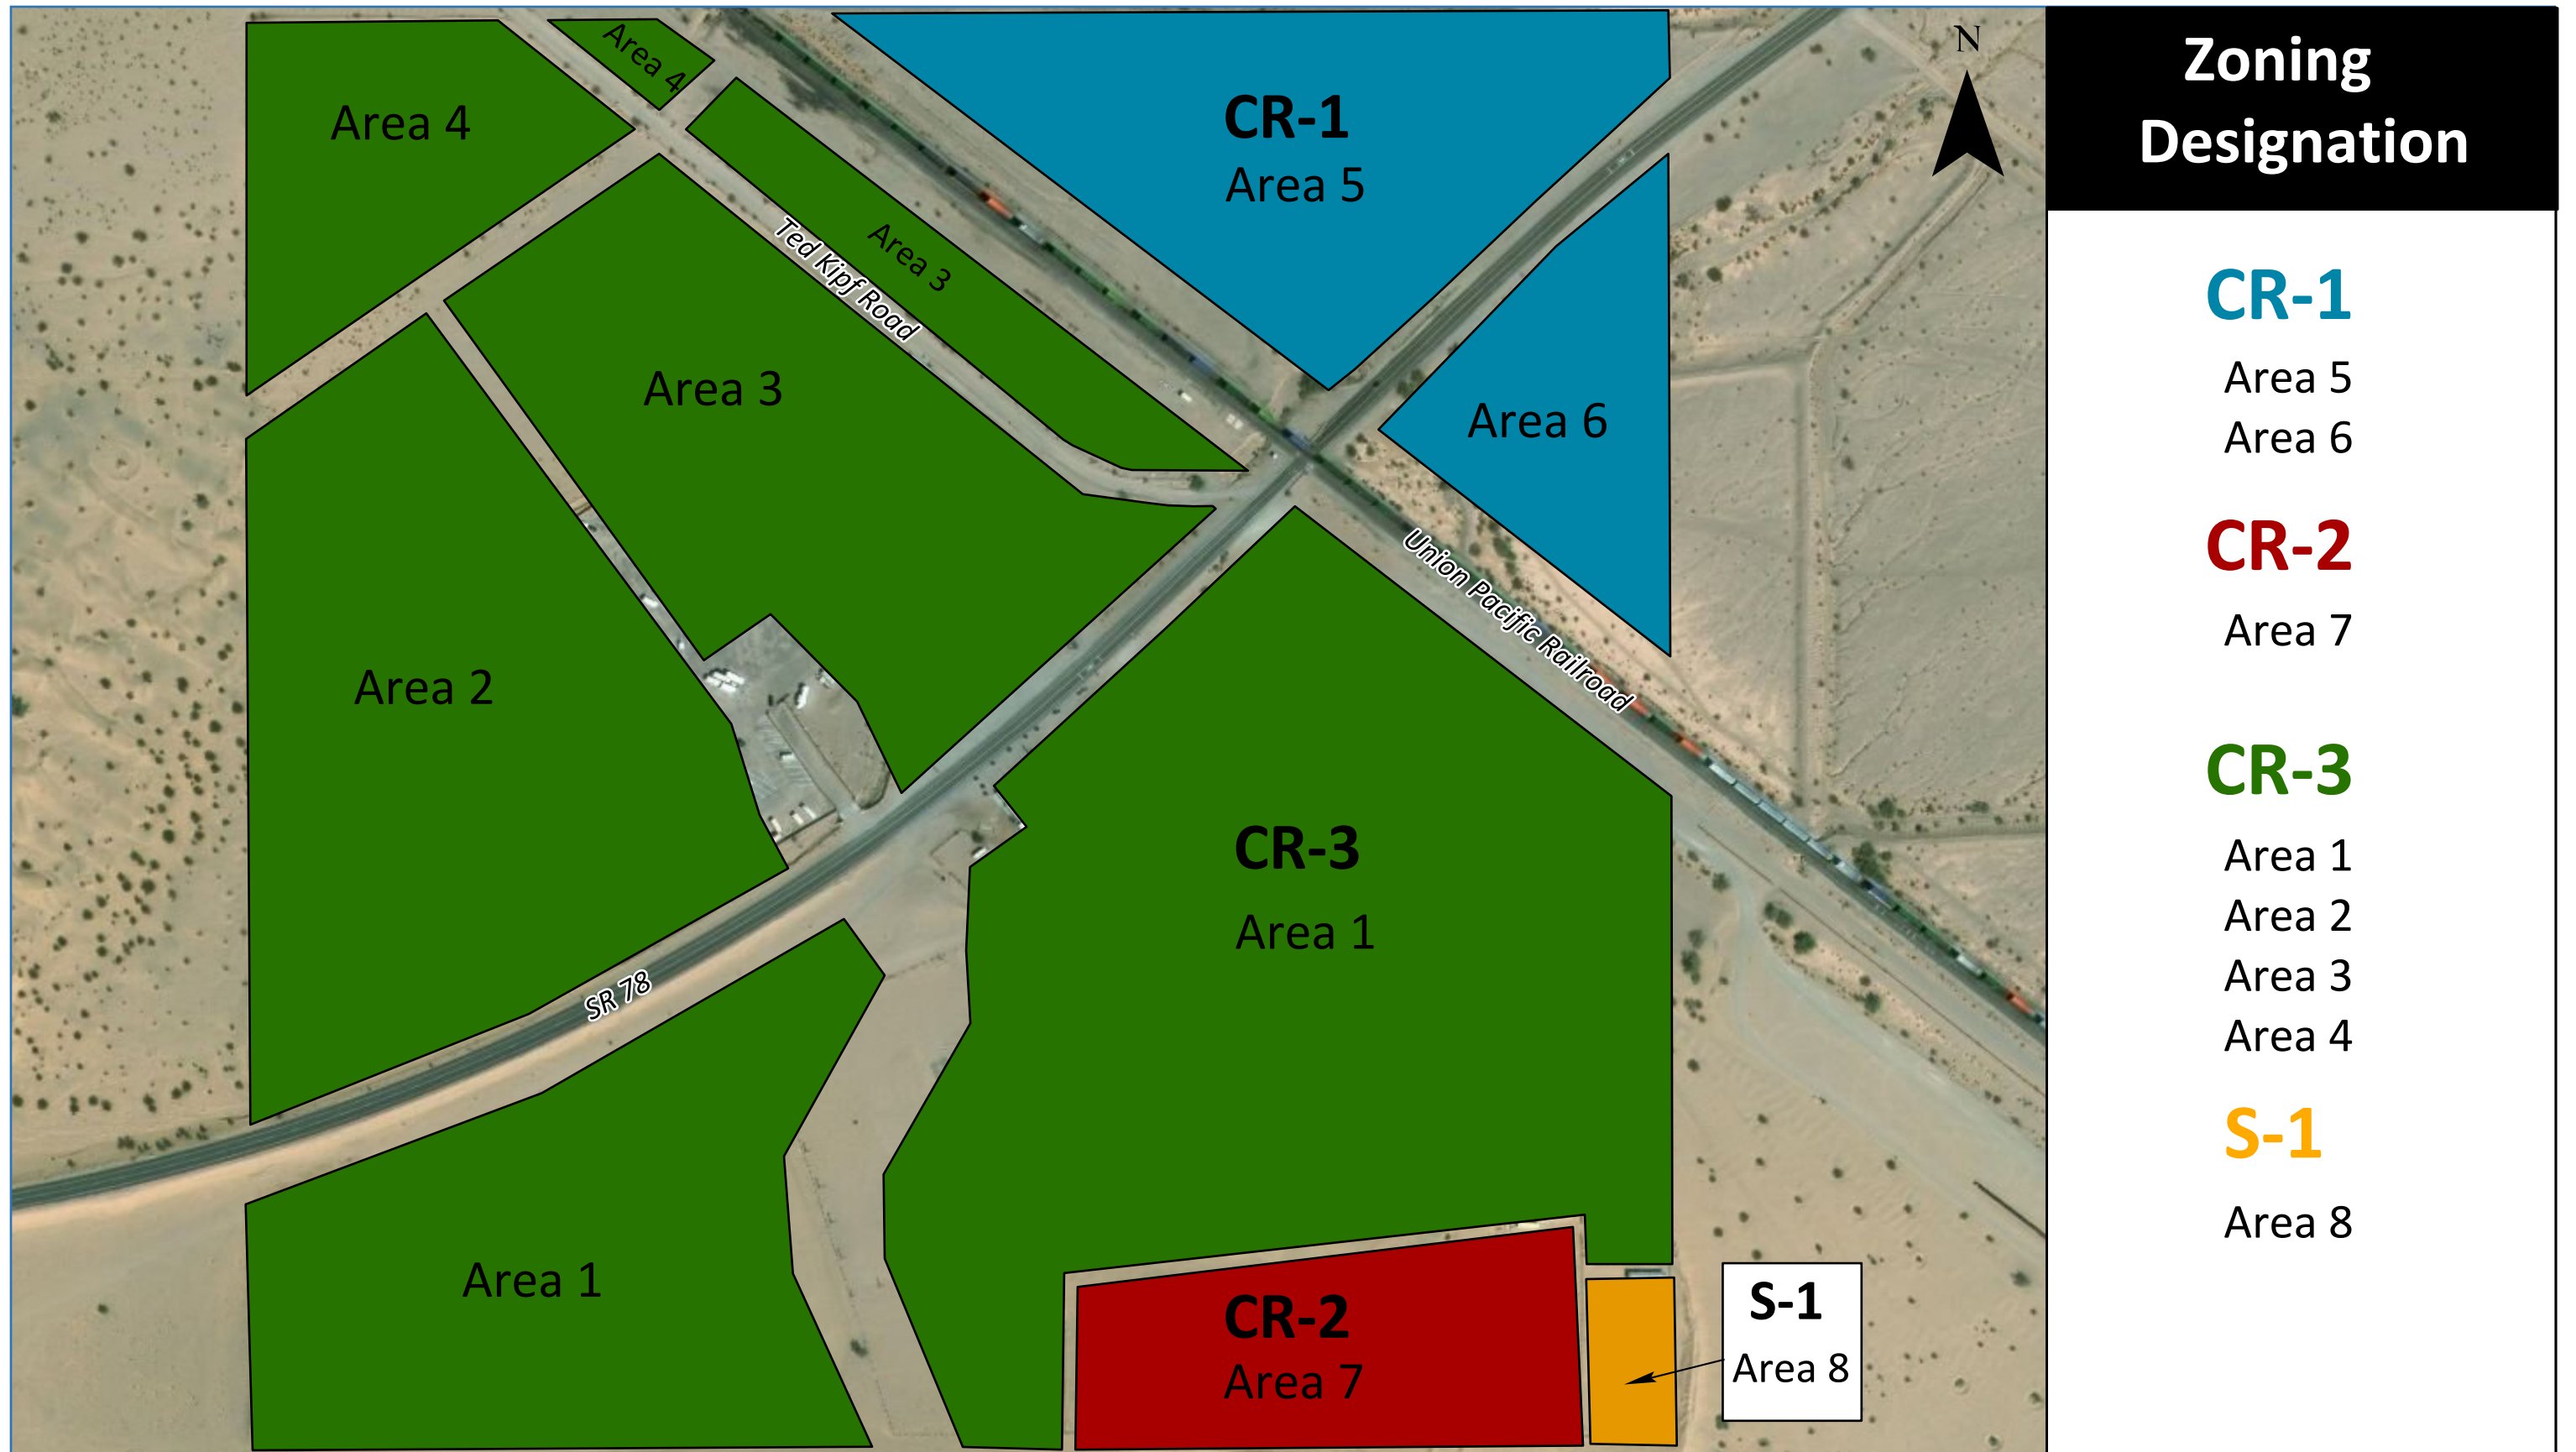 Area 4
Area 4
CR-1
Area 5
Area 3
Ted Kipf Road
Area 3
Area 6
Union Pacific Railroad
Area 2
SR 78
CR-3
Area 1
Area 1
CR-2
Area 7
S-1
Area 8
N
Zoning
Designation
CR-1
Area 5
Area 6
CR-2
Area 7
CR-3
Area 1
Area 2
Area 3
Area 4
S-1
Area 8